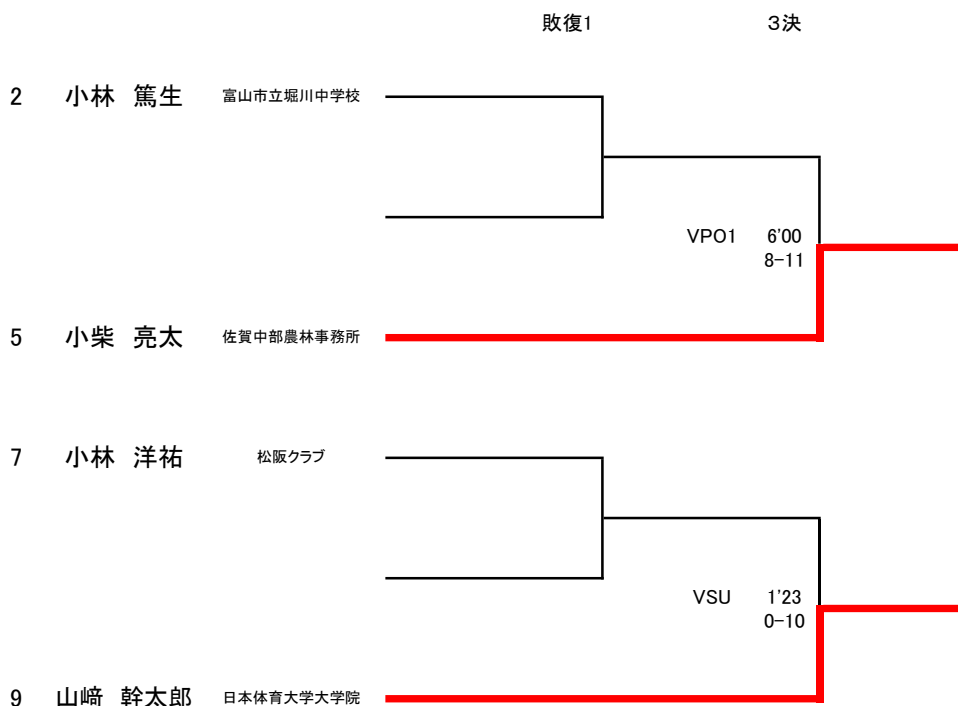 敗復1 3決
2 小林 篤生 富山市立堀川中学校
VPO1 6'00
8-11
5 小柴 亮太 佐賀中部農林事務所
7 小林 洋祐 松阪クラブ
VSU 1'23
0-10
9 山﨑 幹太郎 日本体育大学大学院